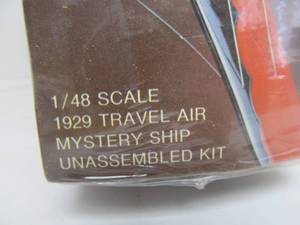 1/48 SCALE
1929 TRAVEL AIR
MYSTERY SHIP
UNASSEMBLED KIT